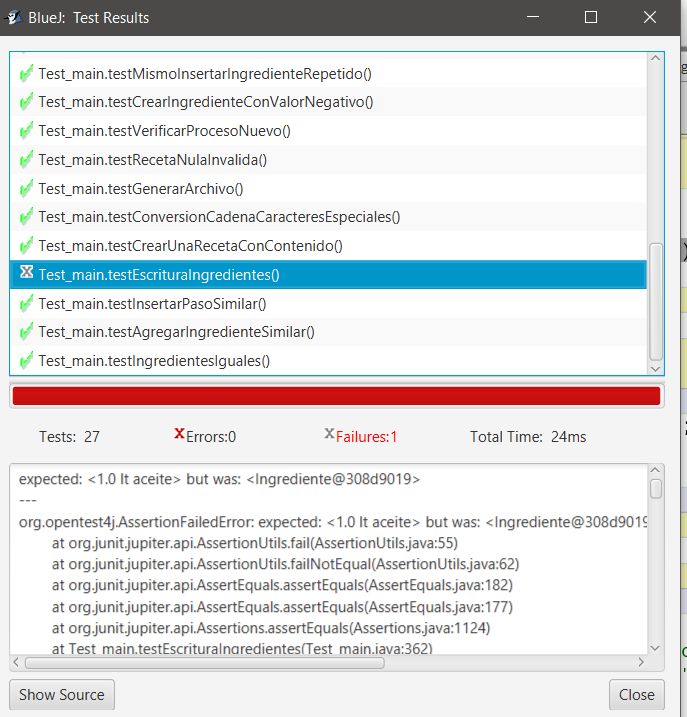 BlueJ: Test Results
Test_main.testMismoInsertarIngredienteRepetido()
Test_main.testCrearIngredienteConValorNegativo()
Test_main.testVerificarProcesoNuevo()
Test_main.testRecetaNulaInvalida()
Test_main.testGenerarArchivo()
Test_main.testConversionCadenaCaracteresEspeciales()
Test_main.testCrearUnaRecetaConContenido()
Test_main.testEscrituraIngredientes()
Test_main.testInsertarPasoSimilar()
Test_main.testAgregarIngredienteSimilar()
Test_main.testIngredientesIguales()
Tests: 27 Errors:0 Failures:1 Total Time: 24ms
expected: <1.0 lt aceite> but was: <Ingrediente@308d9019>
---
org.opentest4j.AssertionFailedError: expected: <1.0 lt aceite> but was: <Ingrediente@308d9019
at org.junit.jupiter.api.AssertionUtils.fail(AssertionUtils.java:55)
at org.junit.jupiter.api.AssertionUtils.failNotEqual(AssertionUtils.java:62)
at org.junit.jupiter.api.AssertEquals.assertEquals(AssertEquals.java:182)
at org.junit.jupiter.api.AssertEquals.assertEquals(AssertEquals.java:177)
at org.junit.jupiter.api.Assertions.assertEquals(Assertions.java:1124)
at Test_main.testEscrituraIngredientes(Test_main.java:362)
Show Source Close